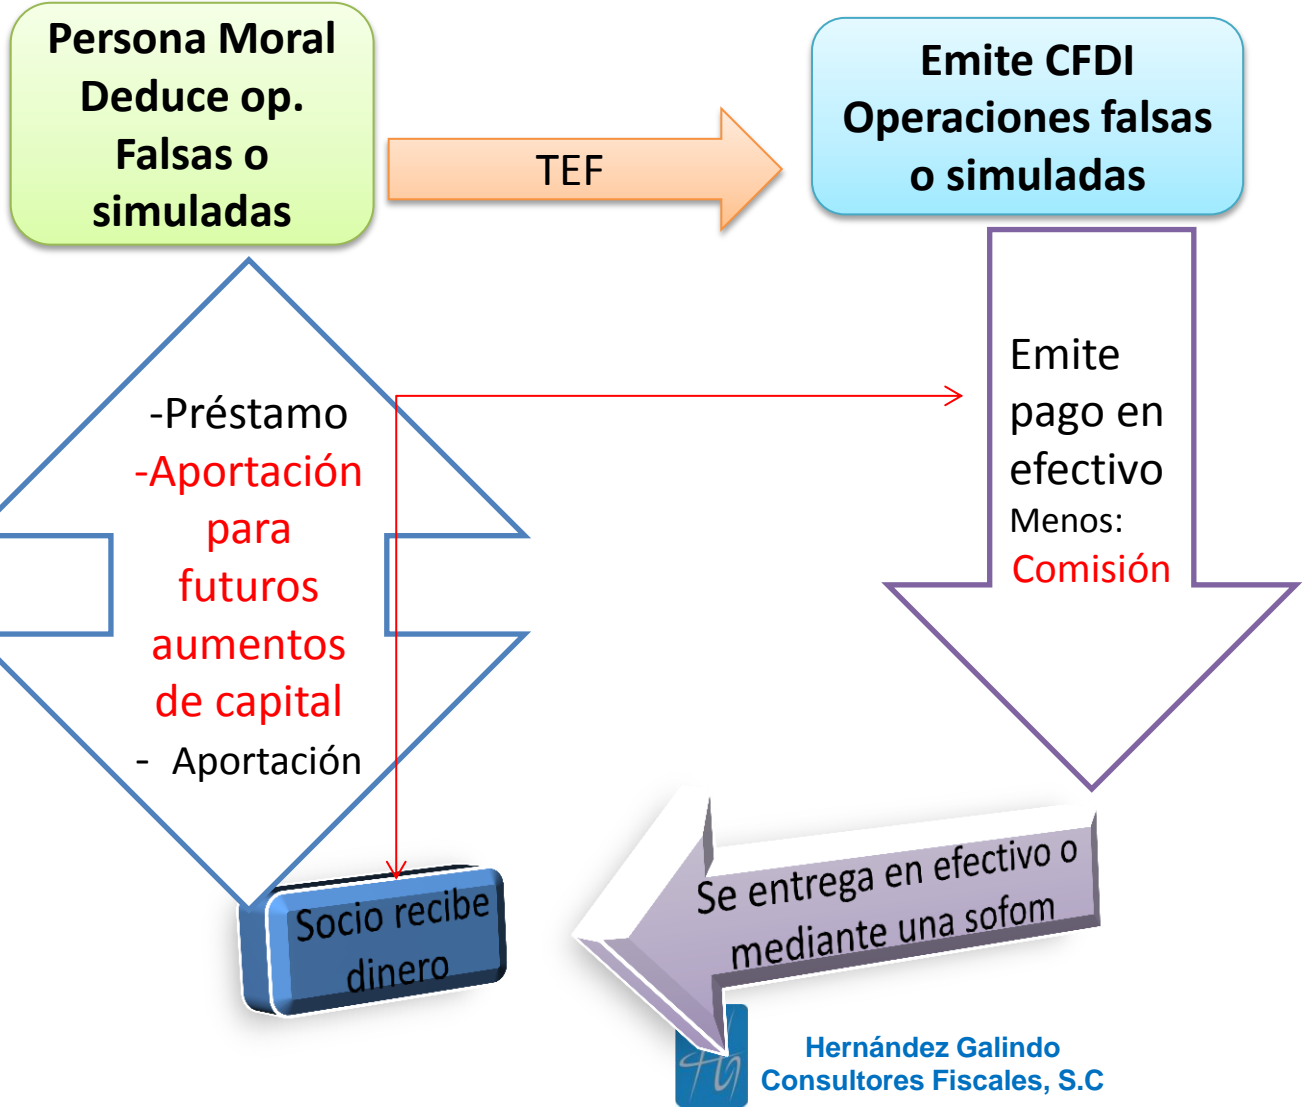 Persona Moral
Deduce op.
Falsas o
simuladas
TEF
Emite CFDI
Operaciones falsas
o simuladas
-Préstamo
-Aportación
para
futuros
aumentos
de capital
- Aportación
Emite
pago en
efectivo
Menos:
Comisión
Se entrega en efectivo o
mediante una sofom
Socio recibe
dinero
Hernández Galindo
Consultores Fiscales, S.C